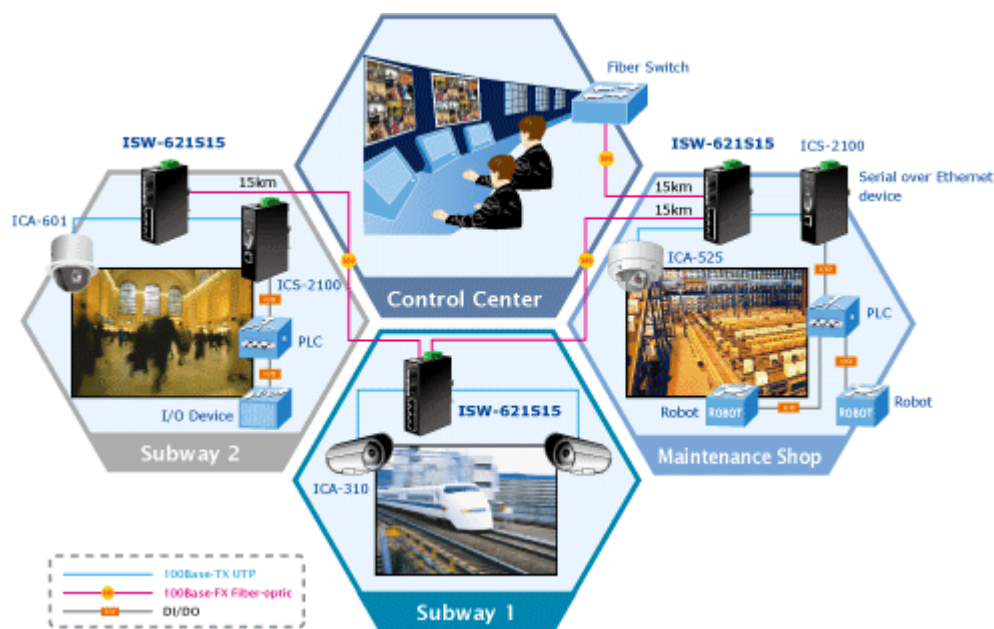 Fiber Switch
ISW-621S15
ISW-621S15
ICS-2100
15km
15km
Serial over Ethernet
device
15km
ICA-601
ICA-525
ICS-2100
Control Center
PLC
PLC
ISW-621S15
I/O Device
Robot
ROBOT
ROBOT
Robot
Subway 2
Maintenance Shop
ICA-310
100Base-TX UTP
100Base-FX Fiber-optic
DI/DO
Subway 1